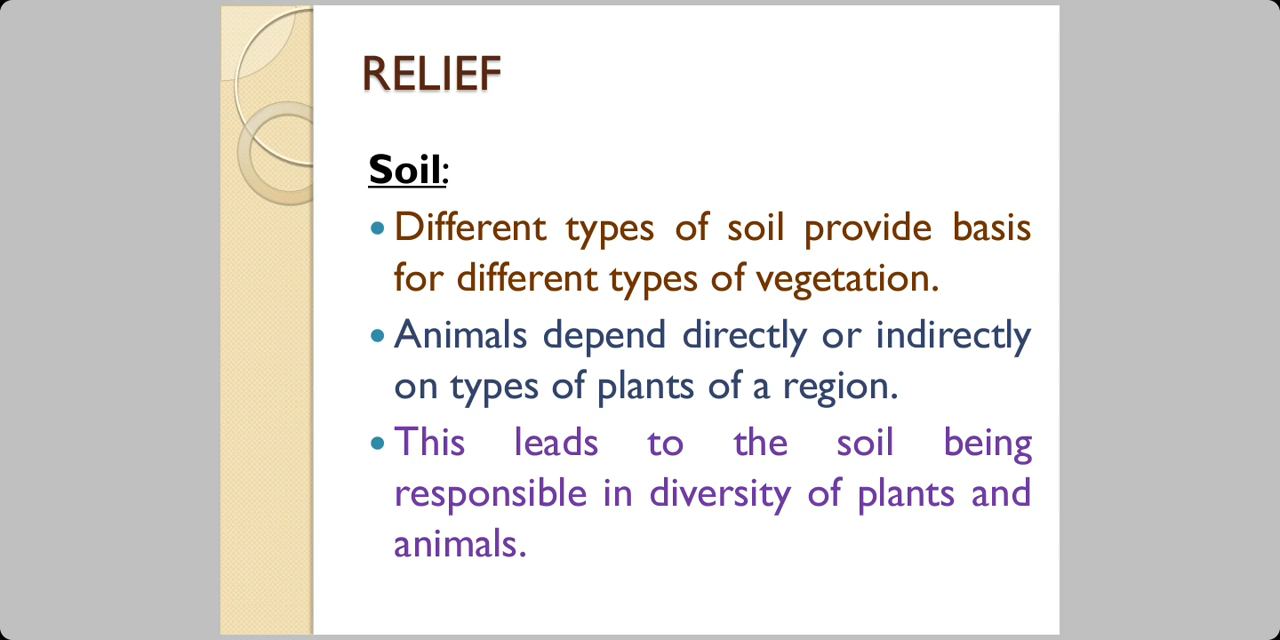 RELIEF
Soil:
• Different types of soil provide basis
for different types of vegetation.
• Animals depend directly or indirectly
on types of plants of a region.
• This leads to the soil being
responsible in diversity of plants and
animals.